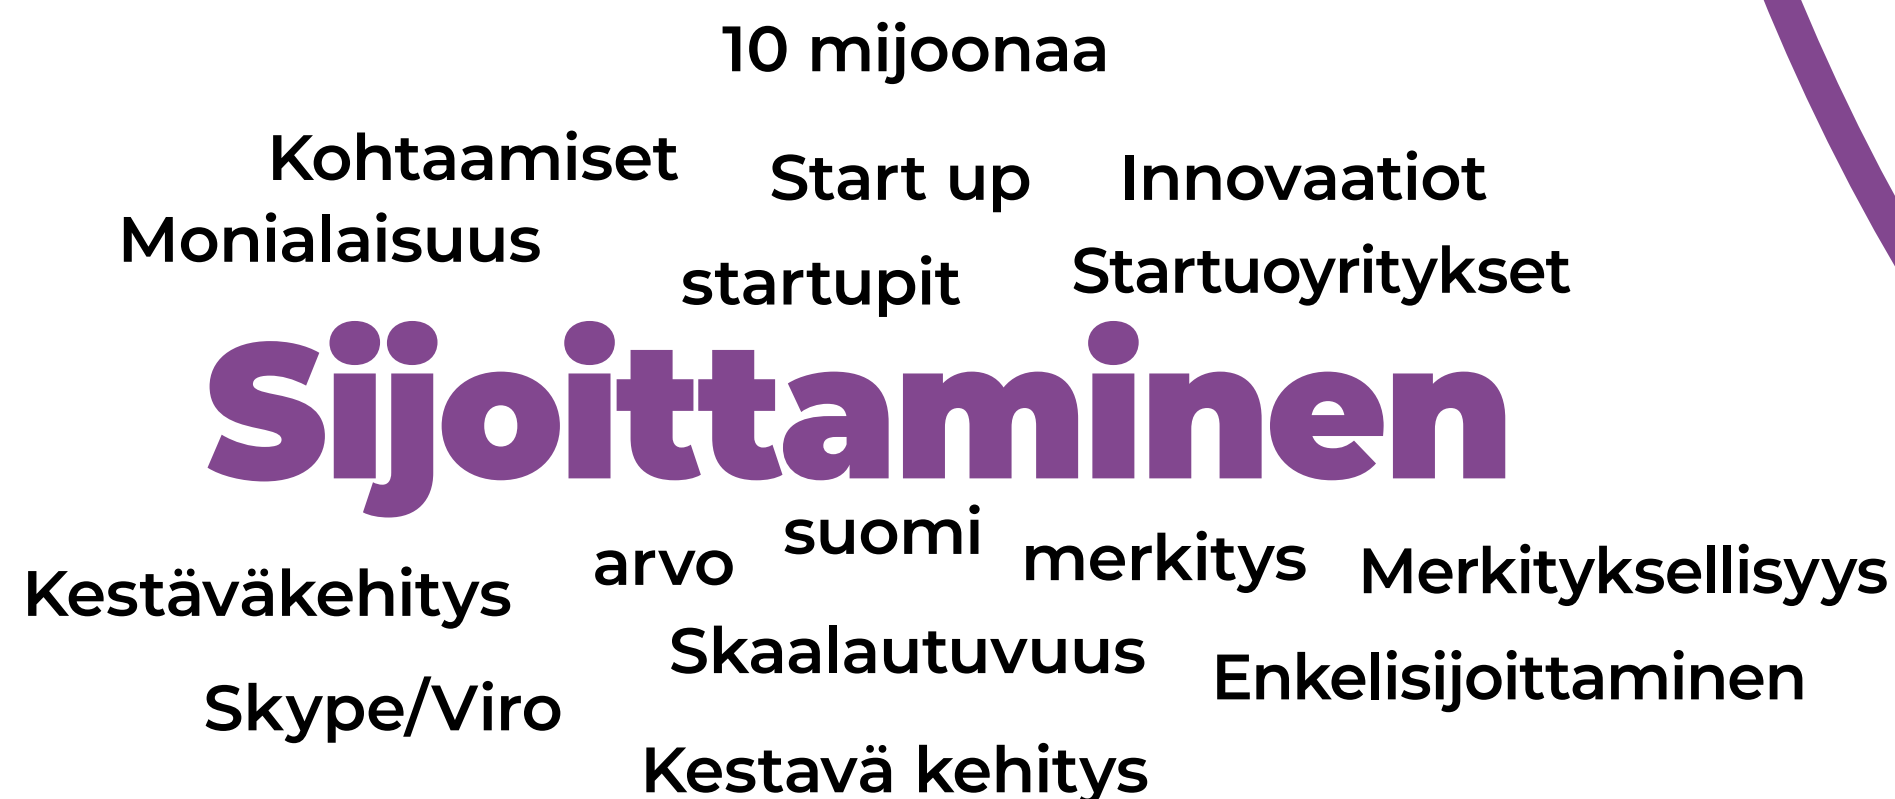 10 mijoonaa
Kohtaamiset
Start up
Innovaatiot
Monialaisuus
startupit
Startuoyritykset
Sijoittaminen
suomi
arvo
merkitys
Merkityksellisyys
Kestäväkehitys
Skaalautuvuus
Enkelisijoittaminen
Skype/Viro
Kestavä kehitys